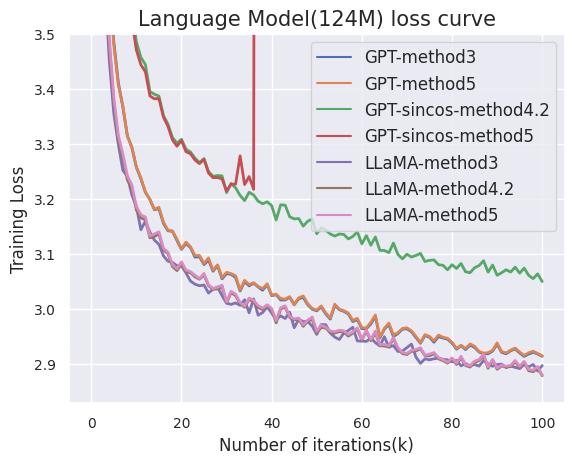 Language Model(124M) loss curve
3.5
3.4
3.3
3.2
3.1
3.0
2.9
Training Loss
GPT-method3
GPT-method5
GPT-sincos-method4.2
GPT-sincos-method5
LLaMA-method3
LLaMA-method4.2
LLaMA-method5
0 20 40 60 80 100
Number of iterations(k)